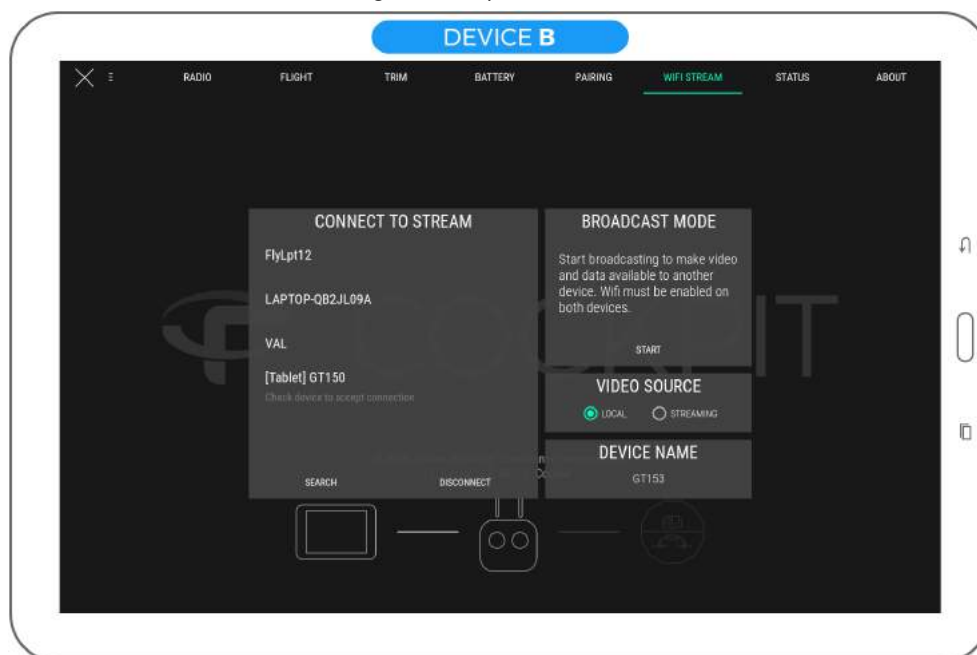 DEVICE B
RADIO FLIGHT TRIM BATTERY PAIRING WIFI STREAM STATUS ABOUT
CONNECT TO STREAM
FlyLpt12
LAPTOP-QB2JL09A
VAL
[Tablet] GT150
Check device to accept connection
SEARCH DISCONNECT
BROADCAST MODE
Start broadcasting to make video
and data available to another
device. Wifi must be enabled on
both devices.
START
VIDEO SOURCE
LOCAL STREAMING
DEVICE NAME
GT153
COCKPIT